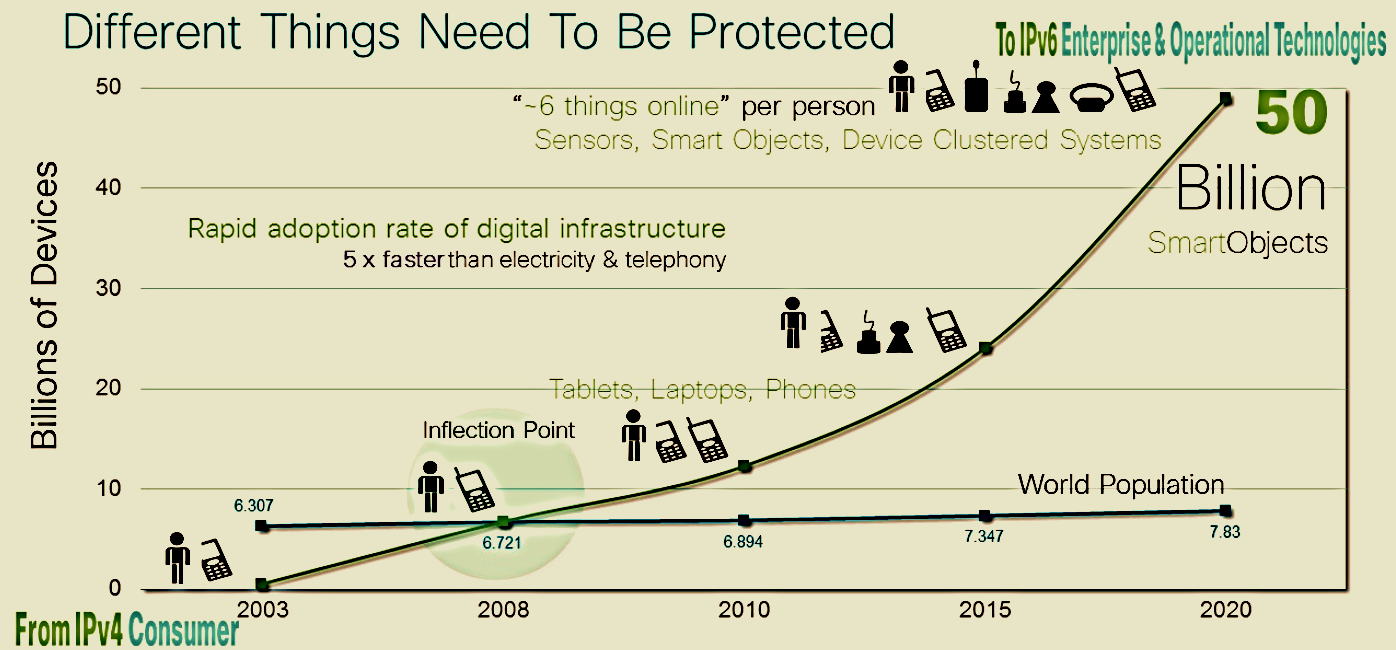 Different Things Need To Be Protected
To IPv6 Enterprise & Operational Technologies
50
"~6 things online" per person
50
Sensors, Smart Objects, Device Clustered Systems
40
Billion
Rapid adoption rate of digital infrastructure
SmartObjects
5 x faster than electricity & telephony
30
Billions of Devices
20
Tablets, Laptops, Phones
Inflection Point
10
World Population
6.307
6.721
6.894
7.347
7.83
0
2003
2008
2010
2015
2020
From IPv4 Consumer